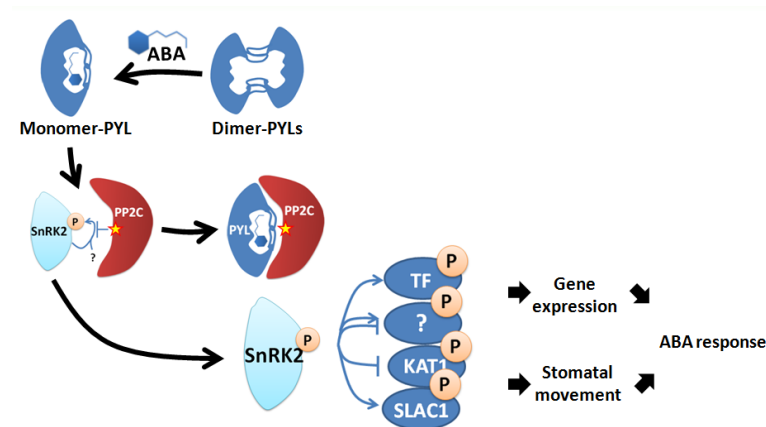 ABA
Monomer-PYL
Dimer-PYLs
SnRK2
P
PP2C
?
PYL
PP2C
SnRK2
P
TF
P
?
P
KAT1
P
SLAC1
P
Gene
expression
Stomatal
movement
ABA response